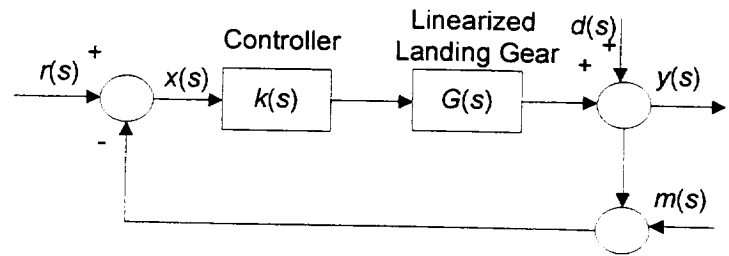 Linearized
Landing Gear
Controller
d(s)
+
+
r(s)
+
x(s)
k(s)
G(s)
y(s)
-
m(s)